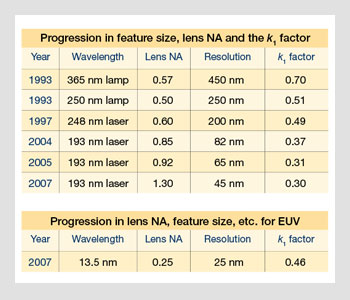 Progression in feature size, lens NA and the k1 factor
Year Wavelength Lens NA Resolution k1 factor
1993 365 nm lamp 0.57 450 nm 0.70
1993 250 nm lamp 0.50 250 nm 0.51
1997 248 nm laser 0.60 200 nm 0.49
2004 193 nm laser 0.85 82 nm 0.37
2005 193 nm laser 0.92 65 nm 0.31
2007 193 nm laser 1.30 45 nm 0.30
Progression in lens NA, feature size, etc. for EUV
Year Wavelength Lens NA Resolution k1 factor
2007 13.5 nm 0.25 25 nm 0.46